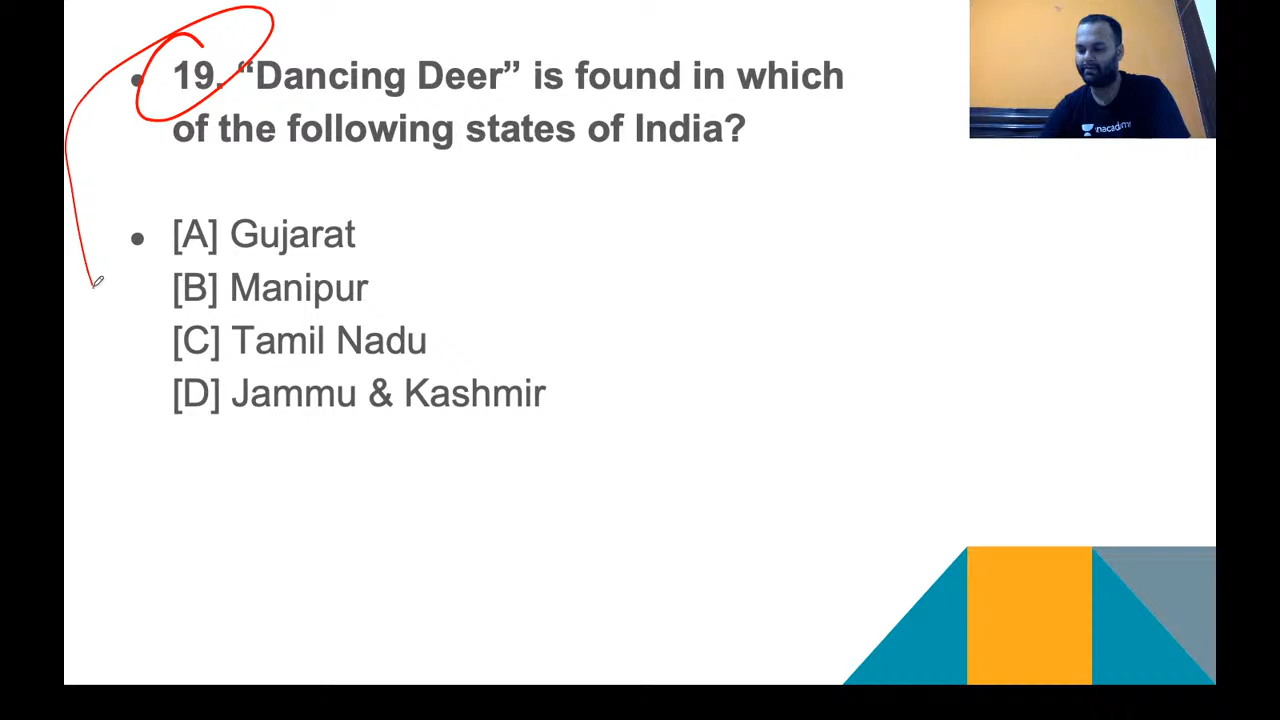 • 19. “Dancing Deer” is found in which
of the following states of India?
• [A] Gujarat
[B] Manipur
[C] Tamil Nadu
[D] Jammu & Kashmir